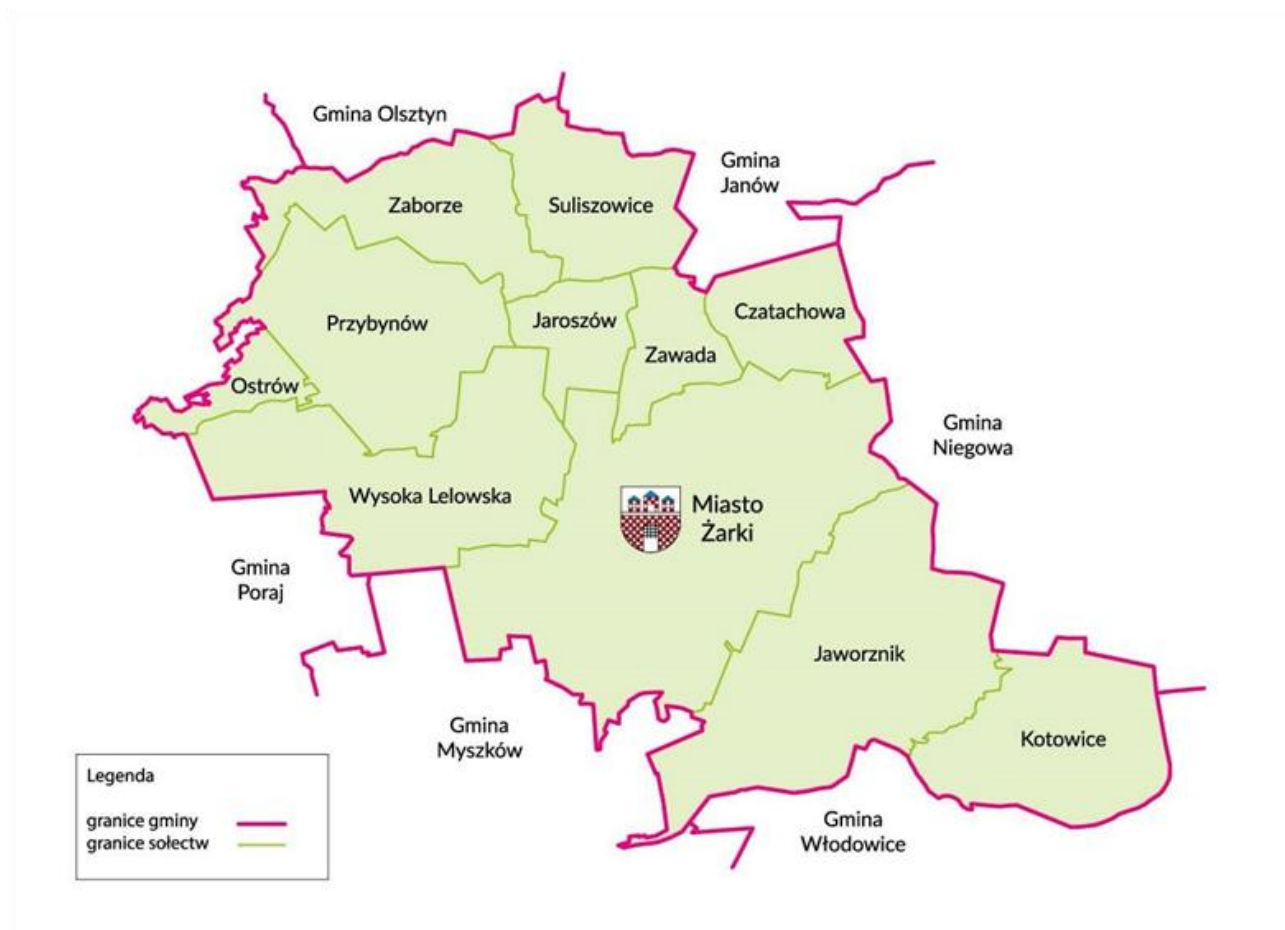 Gmina Olsztyn
Gmina
Janów
Zaborze
Suliszowice
Przybynów
Jaroszów
Czatachowa
Zawada
Ostrów
Gmina
Niegowa
Wysoka Lelowska
Miasto
Żarki
Gmina
Poraj
Jaworznik
Gmina
Myszków
Kotowice
Gmina
Włodowice
Legenda
granice gminy
granice sołectw